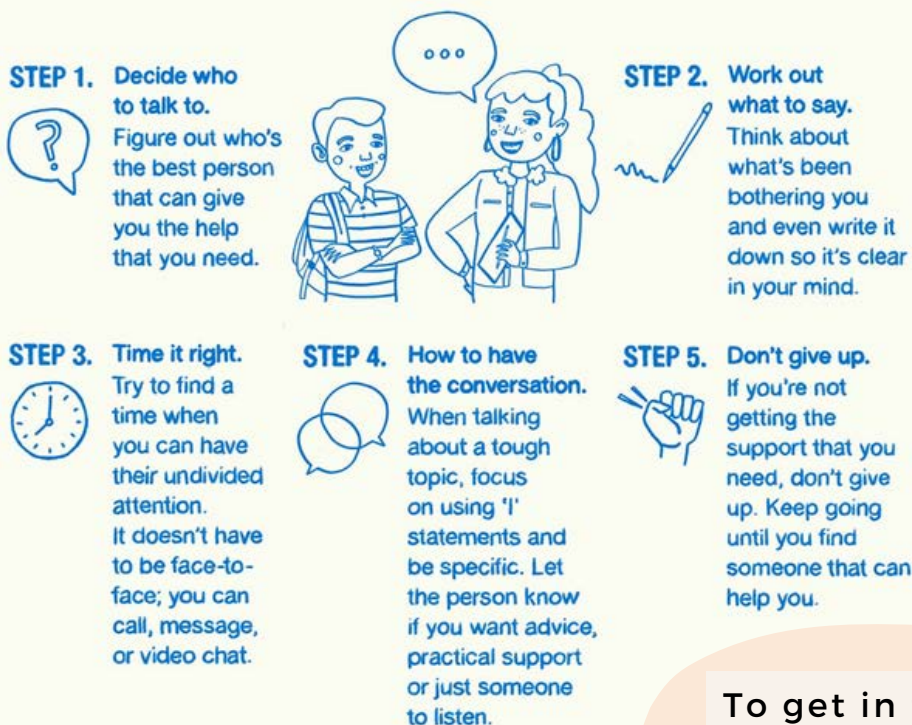 STEP 1. Decide who
to talk to.
Figure out who's
the best person
that can give
you the help
that you need.
STEP 2. Work out
what to say.
Think about
what's been
bothering you
and even write it
down so it's clear
in your mind.
STEP 3. Time it right.
Try to find a
time when
you can have
their undivided
attention.
It doesn't have
to be face-to-
face; you can
call, message,
or video chat.
STEP 4. How to have
the conversation.
When talking
about a tough
topic, focus
on using 'I'
statements and
be specific. Let
the person know
if you want advice,
practical support
or just someone
to listen.
STEP 5. Don't give up.
If you're not
getting the
support that you
need, don't give
up. Keep going
until you find
someone that can
help you.
To get in